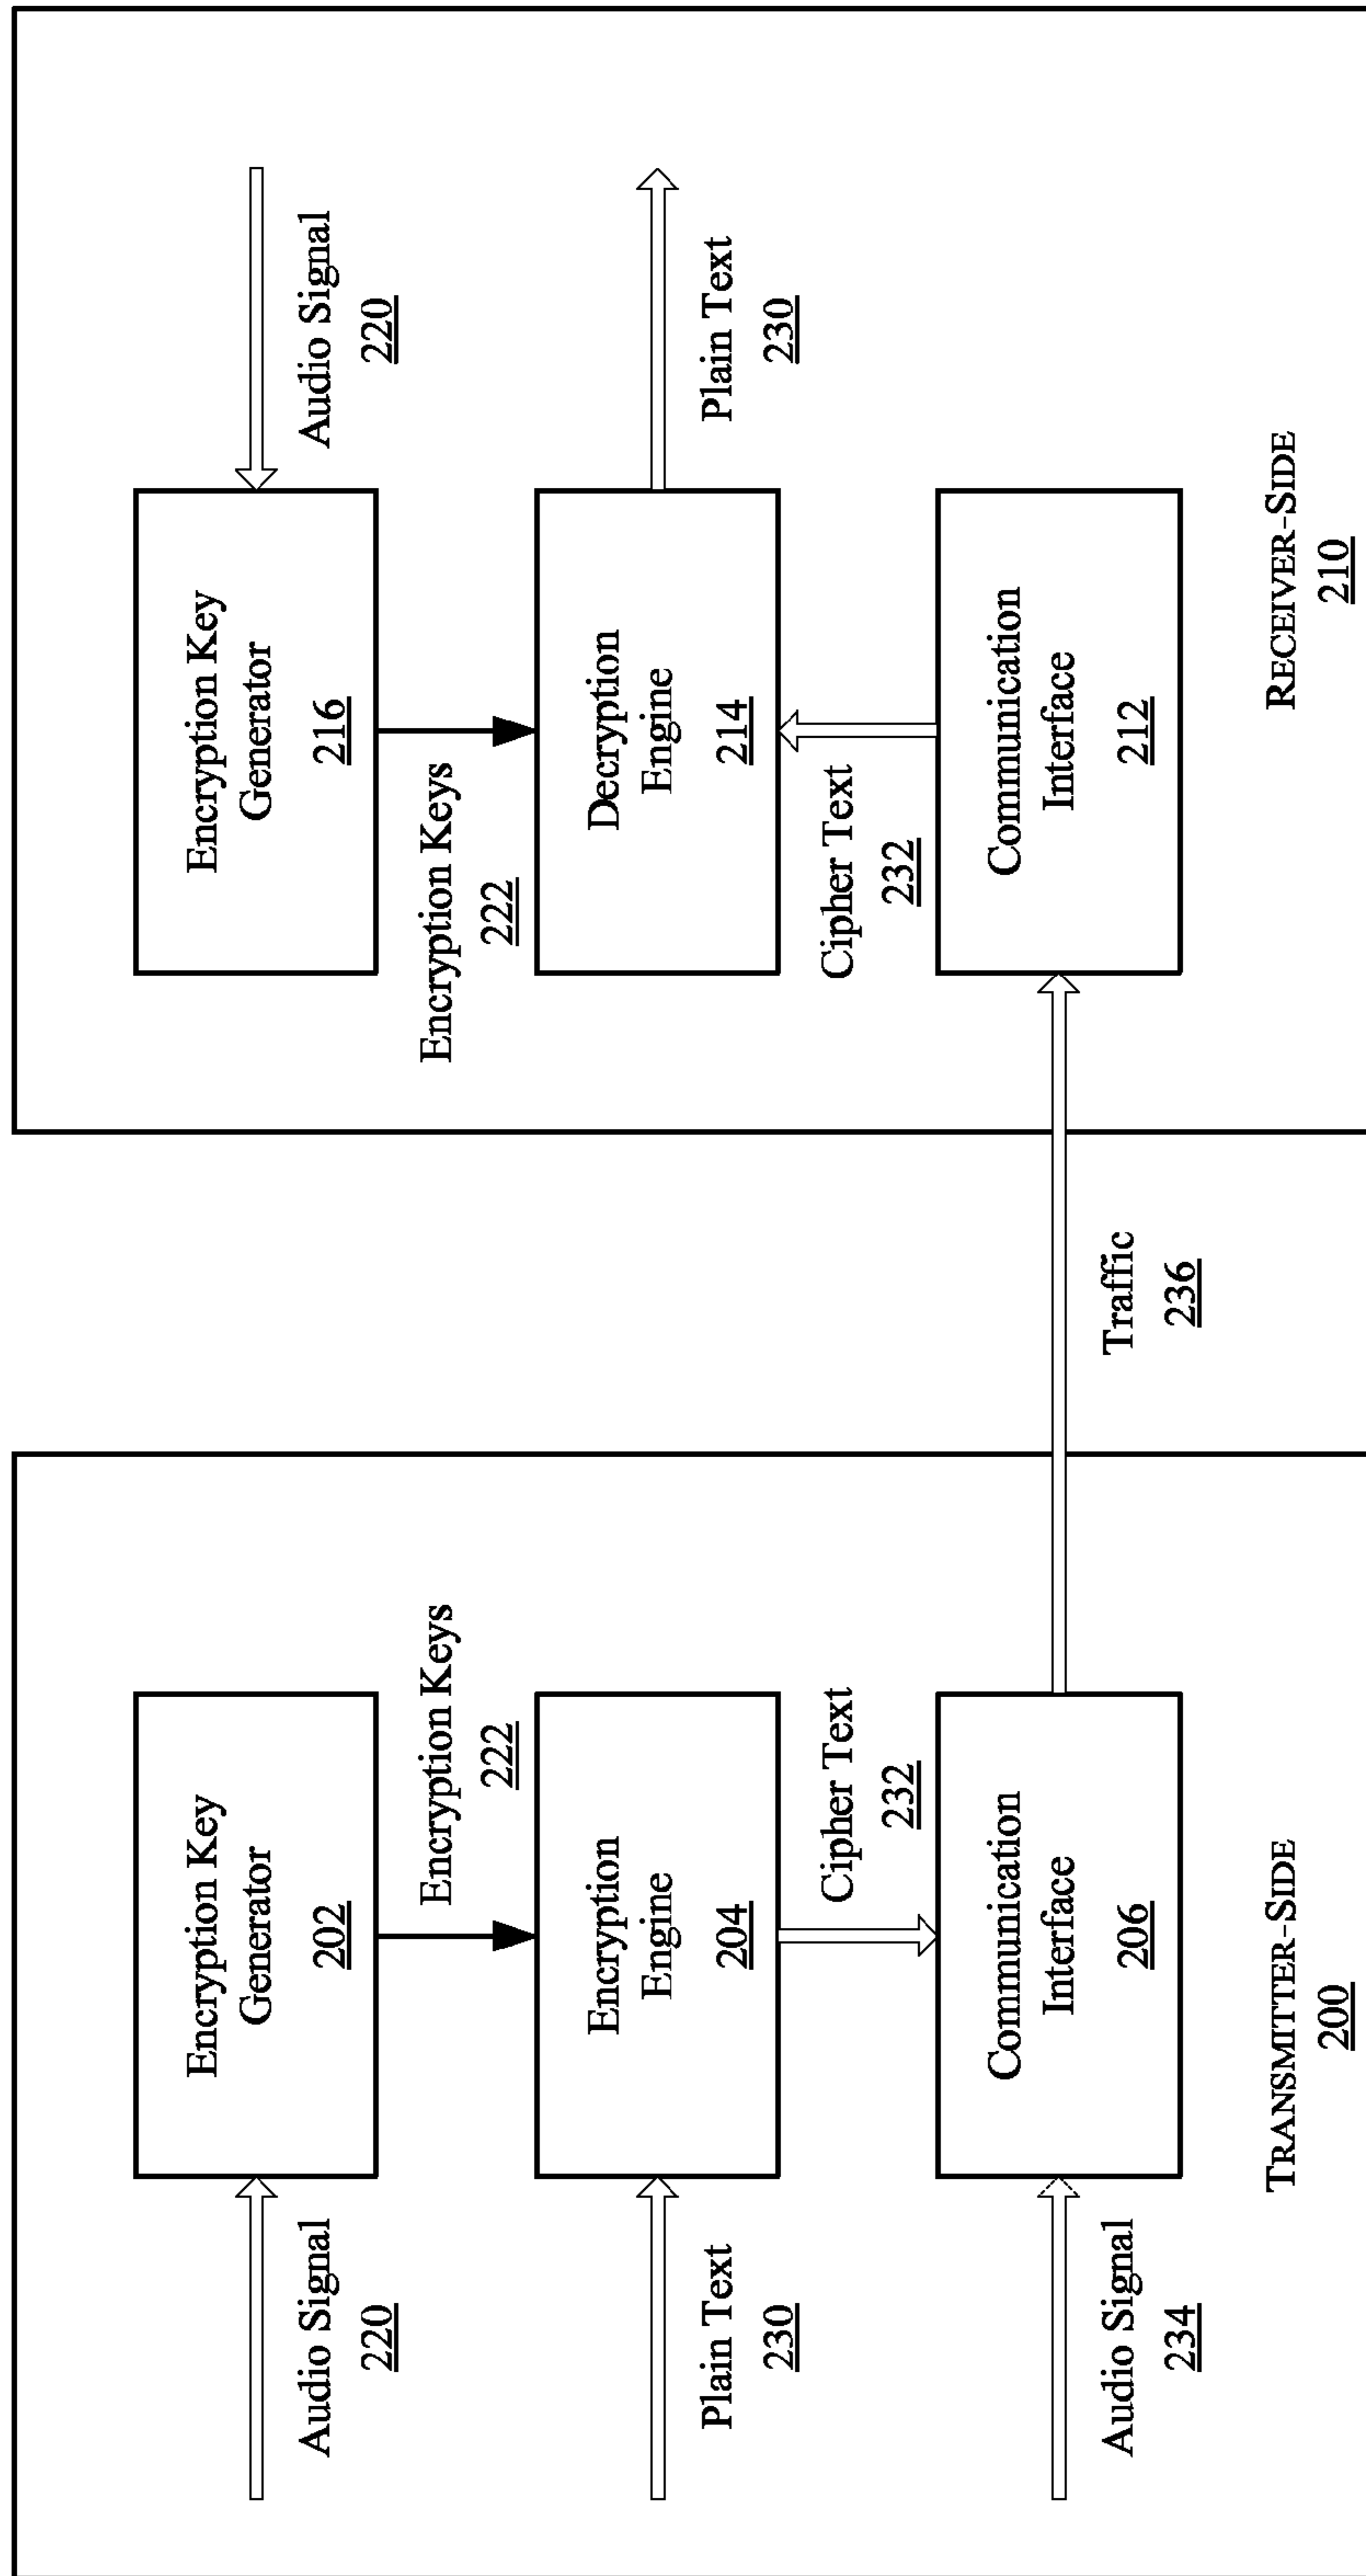 Audio Signal
220
Encryption Key
Generator
202
Encryption Keys
222
Plain Text
230
Encryption
Engine
204
Cipher Text
232
Audio Signal
234
Communication
Interface
206
TRANSMITTER-SIDE
200
Traffic
236
Encryption Key
Generator
216
Audio Signal
220
Encryption Keys
222
Decryption
Engine
214
Plain Text
230
Cipher Text
232
Communication
Interface
212
RECEIVER-SIDE
210